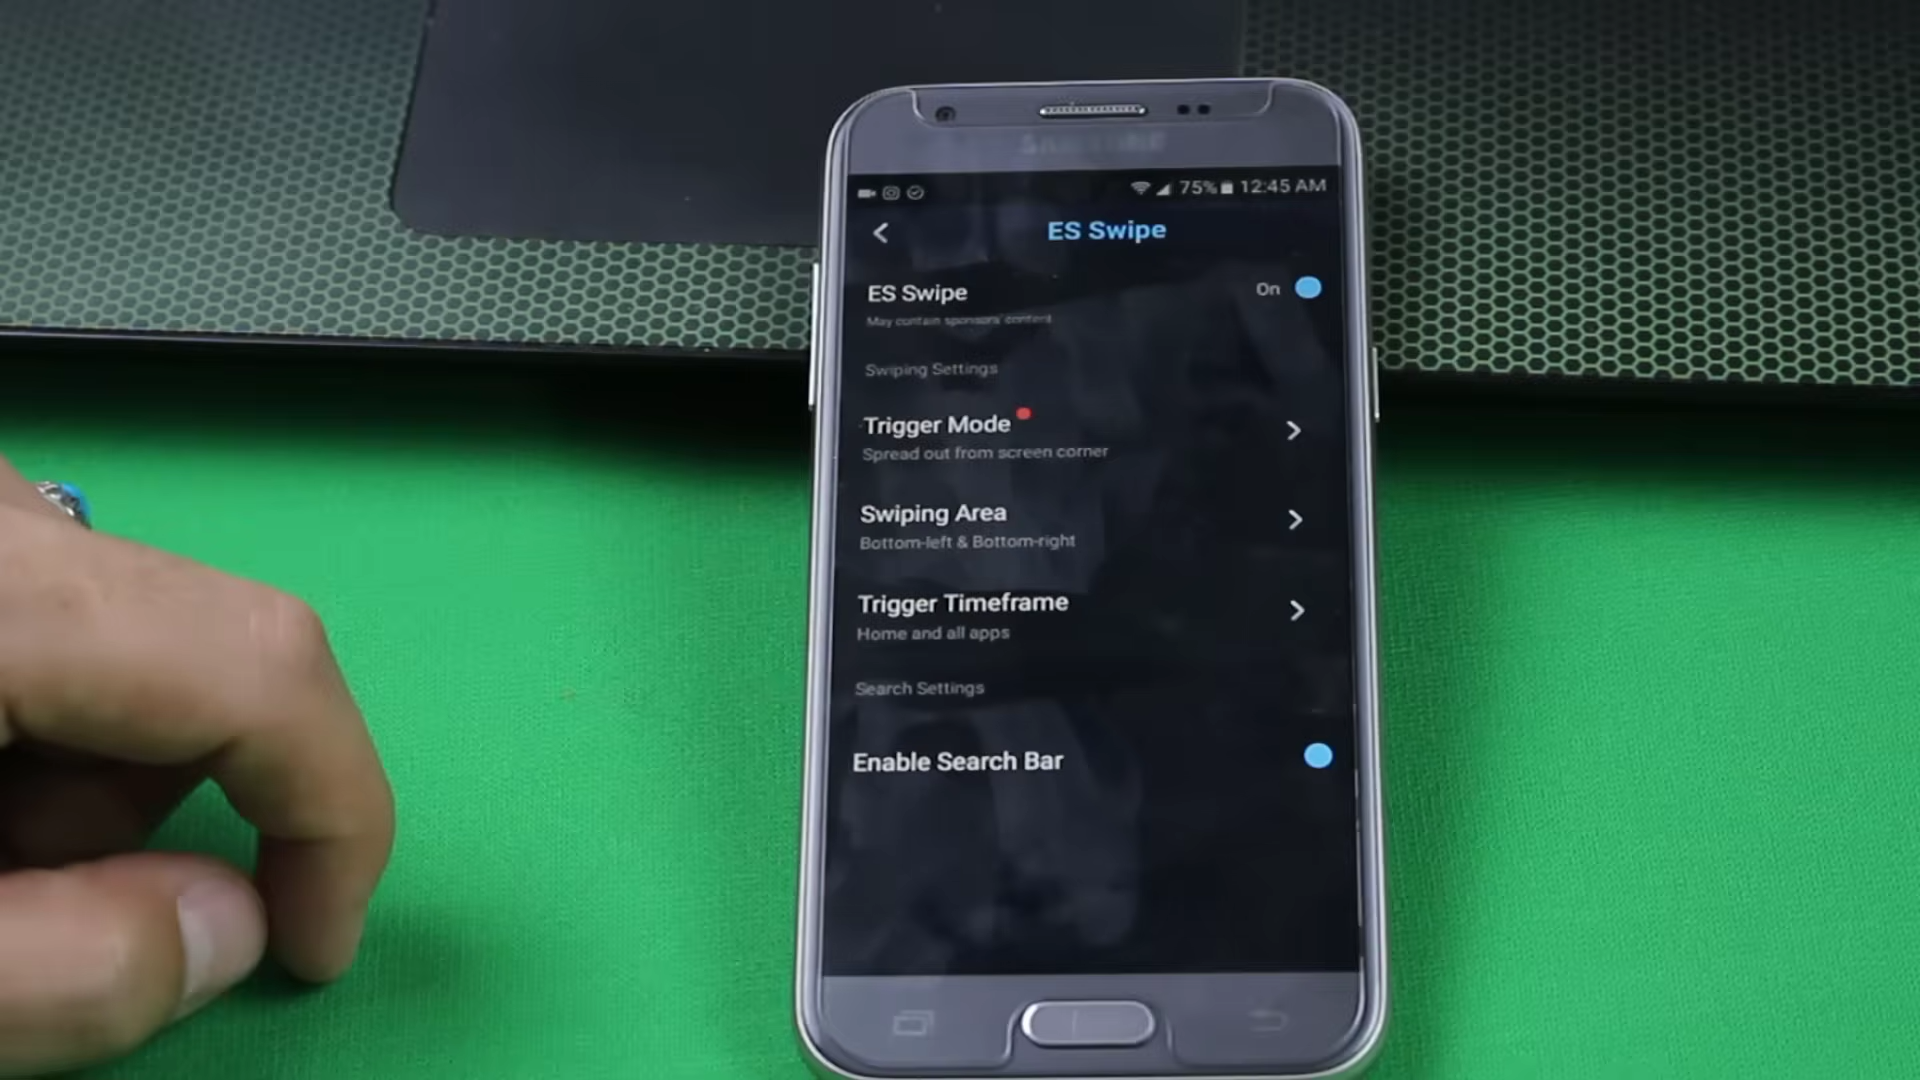 SAMSUNG
75% 12:45 AM
ES Swipe
ES Swipe
On
May contain sponsors' content
Swiping Settings
Trigger Mode
Spread out from screen corner
Swiping Area
Bottom-left & Bottom-right
Trigger Timeframe
Home and all apps
Search Settings
Enable Search Bar